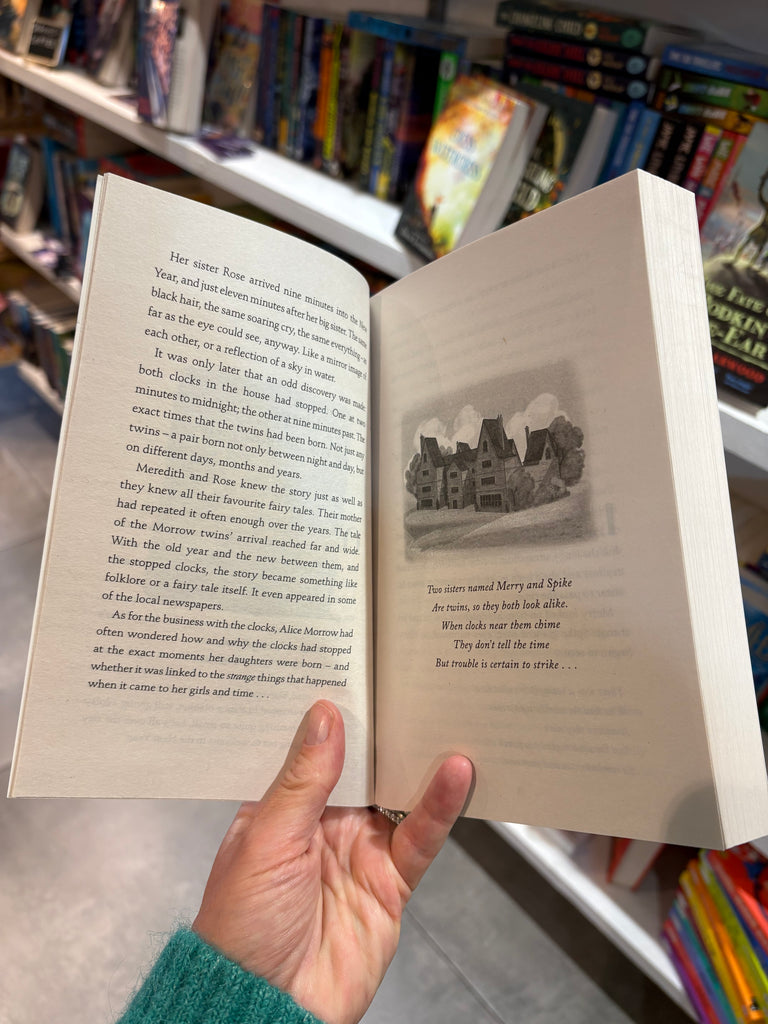 Her sister Rose arrived nine minutes into the New
Year, and just eleven minutes after her big sister. The same
black hair, the same soaring cry, the same everything – as
far as the eye could see, anyway. Like a mirror image of
each other, or a reflection of a sky in water.
It was only later that an odd discovery was made:
both clocks in the house had stopped. One at two
minutes to midnight; the other at nine minutes past. The
exact times that the twins had been born. Not just any
twins – a pair born not only between night and day, but
on different days, months and years.
Meredith and Rose knew the story just as well as
they knew all their favourite fairy tales. Their mother
had repeated it often enough over the years. The tale
of the Morrow twins' arrival reached far and wide.
With the old year and the new between them, and
the stopped clocks, the story became something like
folklore or a fairy tale itself. It even appeared in some
of the local newspapers.
As for the business with the clocks, Alice Morrow had
often wondered how and why the clocks had stopped
at the exact moments her daughters were born – and
whether it was linked to the strange things that happened
when it came to her girls and time . . .
Two sisters named Merry and Spike
Are twins, so they both look alike.
When clocks near them chime
They don't tell the time
But trouble is certain to strike . . .